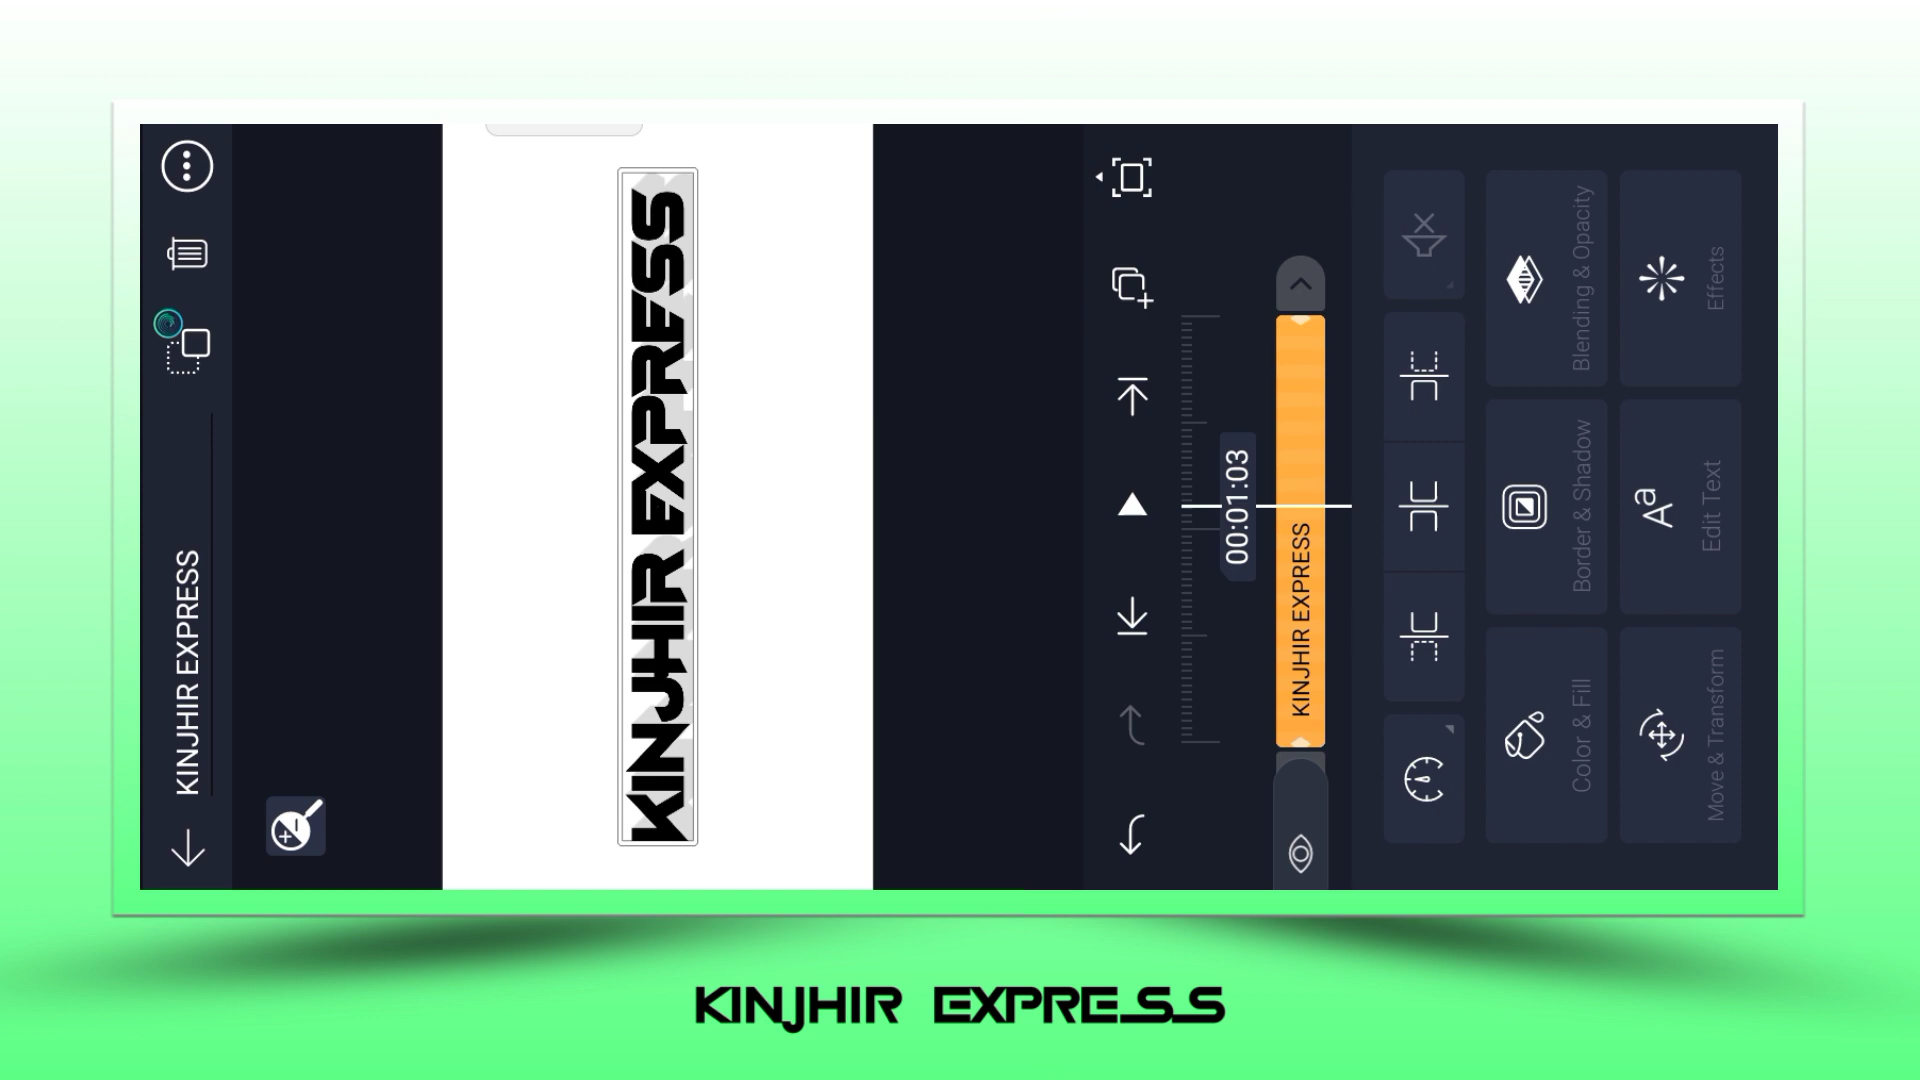 KINJHIR EXPRESS
KINJHIR EXPRESS
00:01:03
KINJHIR EXPRESS
Color & Fill
Border & Shadow
Blending & Opacity
Move & Transform
Aa
Edit Text
Effects
KINJHIR EXPRESS